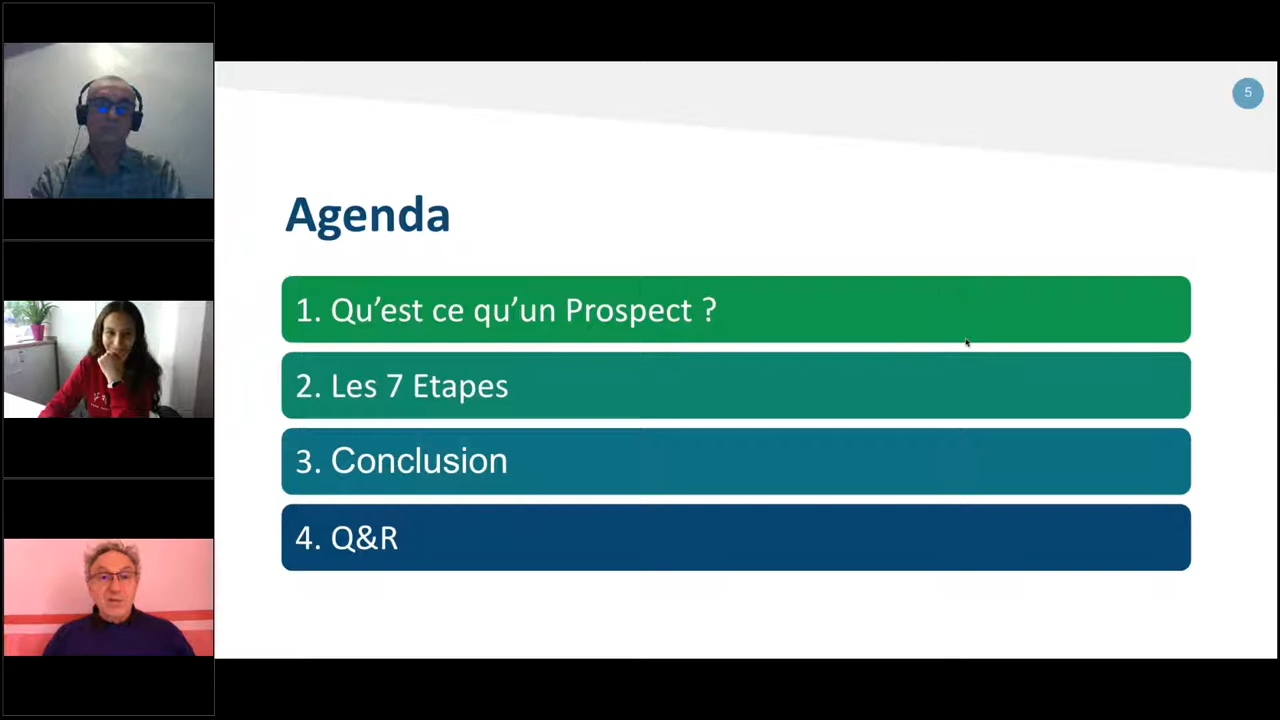 5
Agenda
1. Qu’est ce qu’un Prospect ?
2. Les 7 Etapes
3. Conclusion
4. Q&R